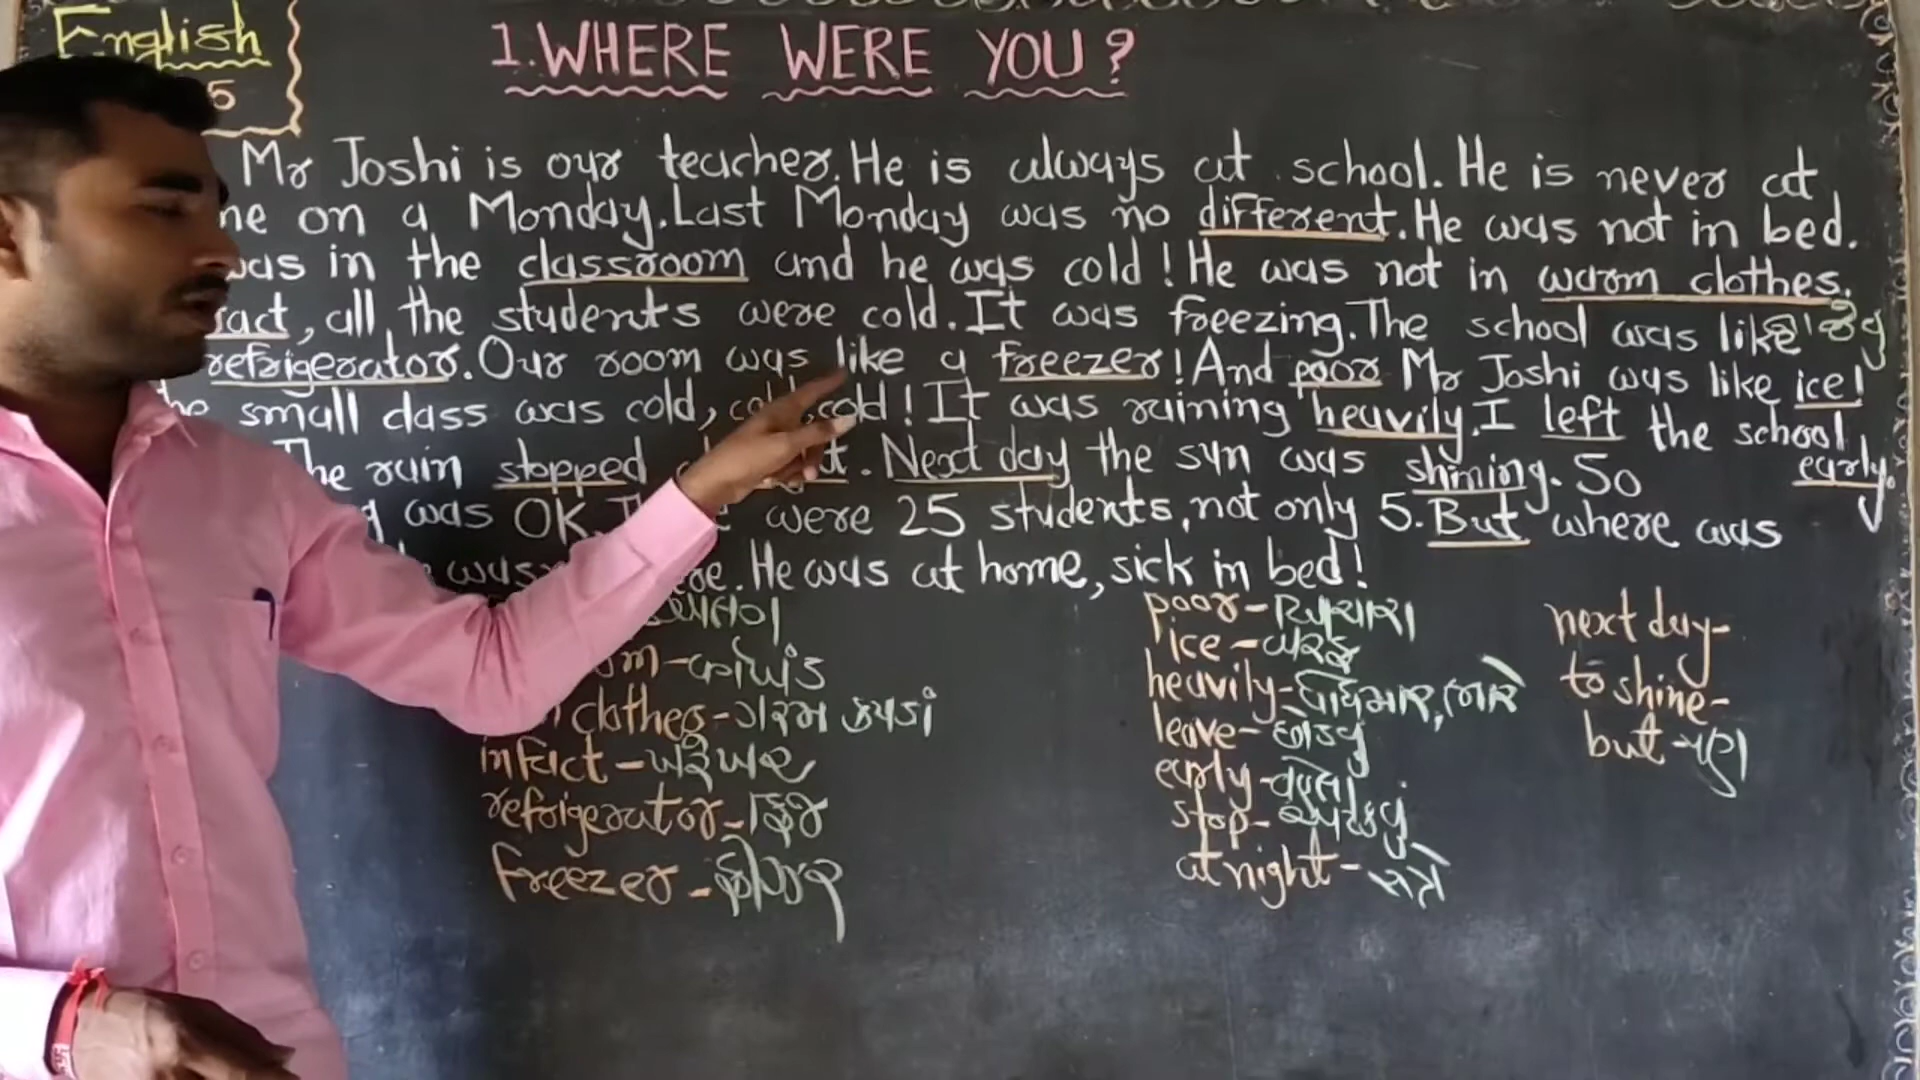 English
5
1. WHERE WERE YOU?
Mr Joshi is our teacher. He is always at school. He is never at
on a Monday. Last Monday was no different. He was not in bed.
was in the classroom and he was cold! He was not in warm clothes.
fact, all the students were cold. It was freezing. The school was like
refrigerator. Our room was like a freezer! And poor Mr Joshi was like ice!
small class was cold, cold! It was raining heavily. I left the school
early.
The rain stopped. Next day the sun was shining. So
was OK. were 25 students, not only 5. But where was
He was at home, sick in bed!
poor - બિચારા
next day -
ice - બરફ
to shine -
clothes - ગરમ કપડાં
heavily - ધોધમાર, ભારે
leave - છોડવું
but - પણ
infact - ખરેખર
early - વહેલા
refrigerator - ફ્રિજ
stop - અટકવું
freezer - ફ્રીઝર
at night - રાત્રે